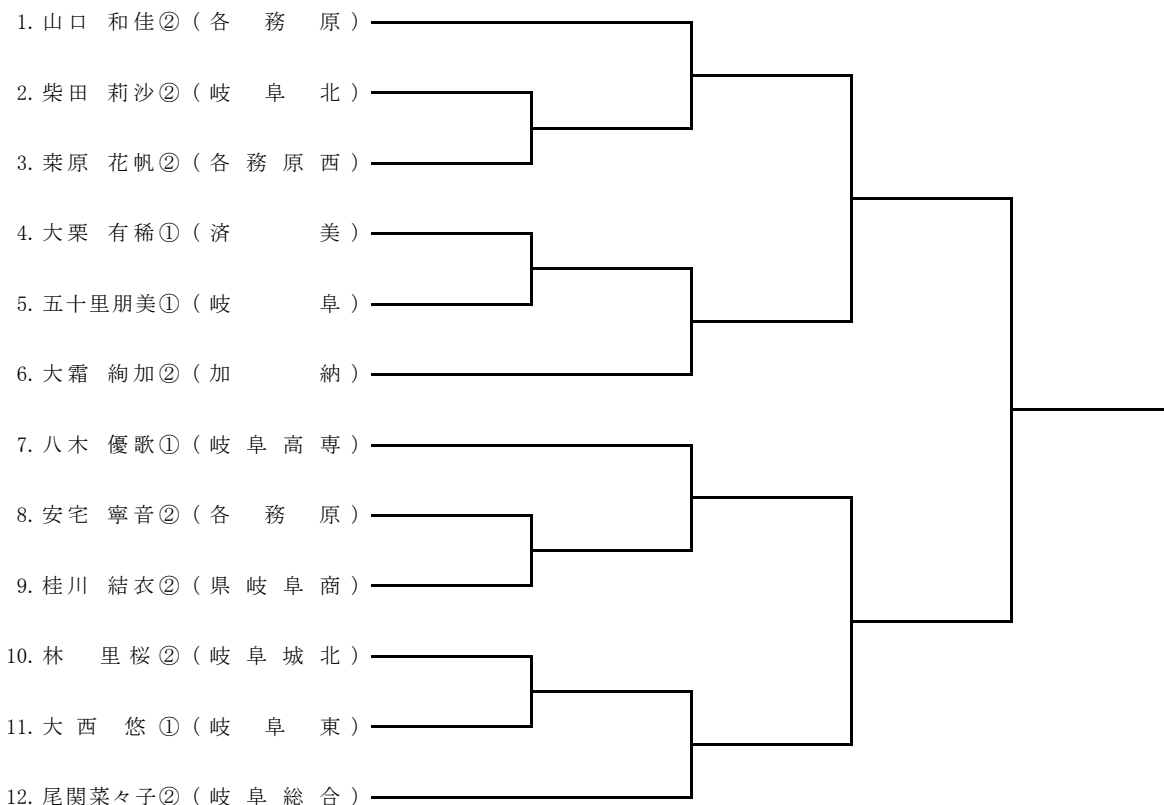 1. 山口 和佳②（各務原）
2. 柴田 莉沙②（岐阜北）
3. 桒原 花帆②（各務原西）
4. 大栗 有稀①（済美）
5. 五十里朋美①（岐阜）
6. 大霜 絢加②（加納）
7. 八木 優歌①（岐阜高専）
8. 安宅 寧音②（各務原）
9. 桂川 結衣②（県岐阜商）
10. 林 里桜②（岐阜城北）
11. 大西 悠①（岐阜東）
12. 尾関菜々子②（岐阜総合）